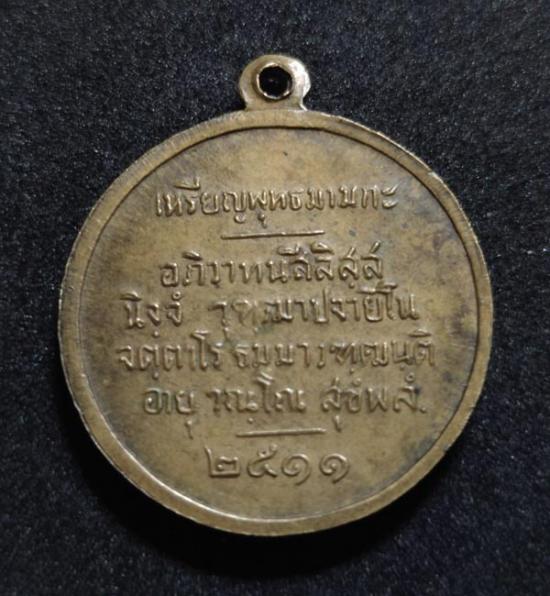 เหรียญพุทธมามกะ
อภิวาทนสีลิสฺส
นิจฺจํ วุฑฺฒาปจายิโน
จตฺตาโร ธมฺมา วฑฺฒนฺติ
อายุ วณฺโณ สุขํ พลํ.
๒๕๑๑